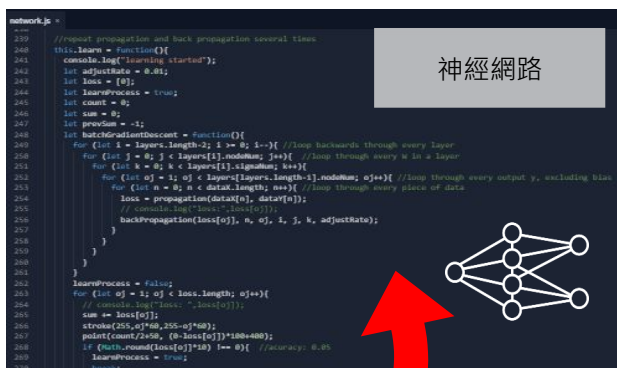 network.js ×
神經網路
239 //repeat propagation and back propagation several times
240 this.learn = function(){
241 console.log("learning started");
242 let adjustRate = 0.01;
243 let loss = [0];
244 let learnProcess = true;
245 let count = 0;
246 let sum = 0;
247 let prevSum = -1;
248 let batchGradientDescent = function(){
249 for (let i = layers.length-2; i >= 0; i--){ //loop backwards through every layer
250 for (let j = 0; j < layers[i].nodeNum; j++){ //loop through every W in a layer
251 for (let k = 0; k < layers[i].sigmaNum; k++){
252 for (let oj = 1; oj < layers[layers.length-1].nodeNum; oj++){ //loop through every output y, excluding bias
253 for (let n = 0; n < dataX.length; n++){ //loop through every piece of data
254 loss = propagation(dataX[n], dataY[n]);
255 // console.log("loss:",loss[oj]);
256 backPropagation(loss[oj], n, oj, i, j, k, adjustRate);
257 }
258 }
259 }
260 }
261 }
262 learnProcess = false;
263 for (let oj = 1; oj < loss.length; oj++){
264 // console.log("loss: ",loss[oj]);
265 sum += loss[oj];
266 stroke(255,oj*60,255-oj*60);
267 point(count/2+50, (0-loss[oj])*100+400);
268 if (Math.round(loss[oj]*10) !== 0){ //acuracy: 0.05
269 learnProcess = true;